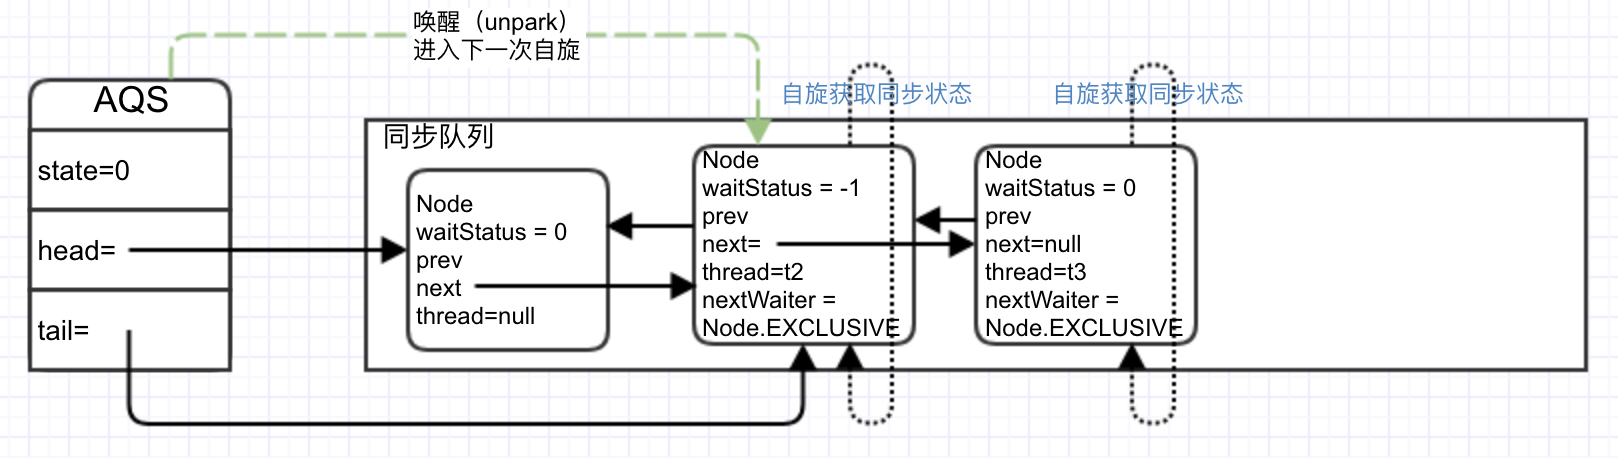 唤醒（unpark）
进入下一次自旋
AQS
state=0
head=
tail=
同步队列
Node
waitStatus = 0
prev
next
thread=null
自旋获取同步状态
Node
waitStatus = -1
prev
next=
thread=t2
nextWaiter =
Node.EXCLUSIVE
自旋获取同步状态
Node
waitStatus = 0
prev
next=null
thread=t3
nextWaiter =
Node.EXCLUSIVE